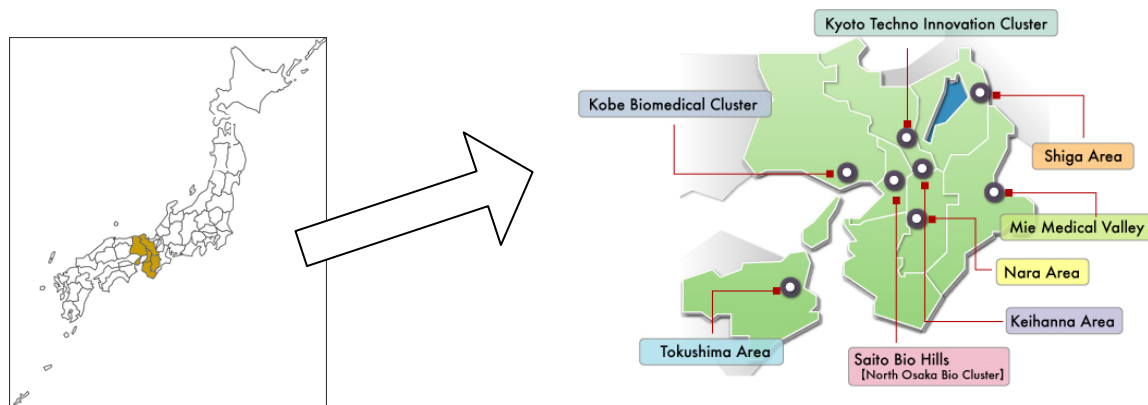 Kyoto Techno Innovation Cluster
Kobe Biomedical Cluster
Shiga Area
Mie Medical Valley
Nara Area
Keihanna Area
Tokushima Area
Saito Bio Hills
【North Osaka Bio Cluster】